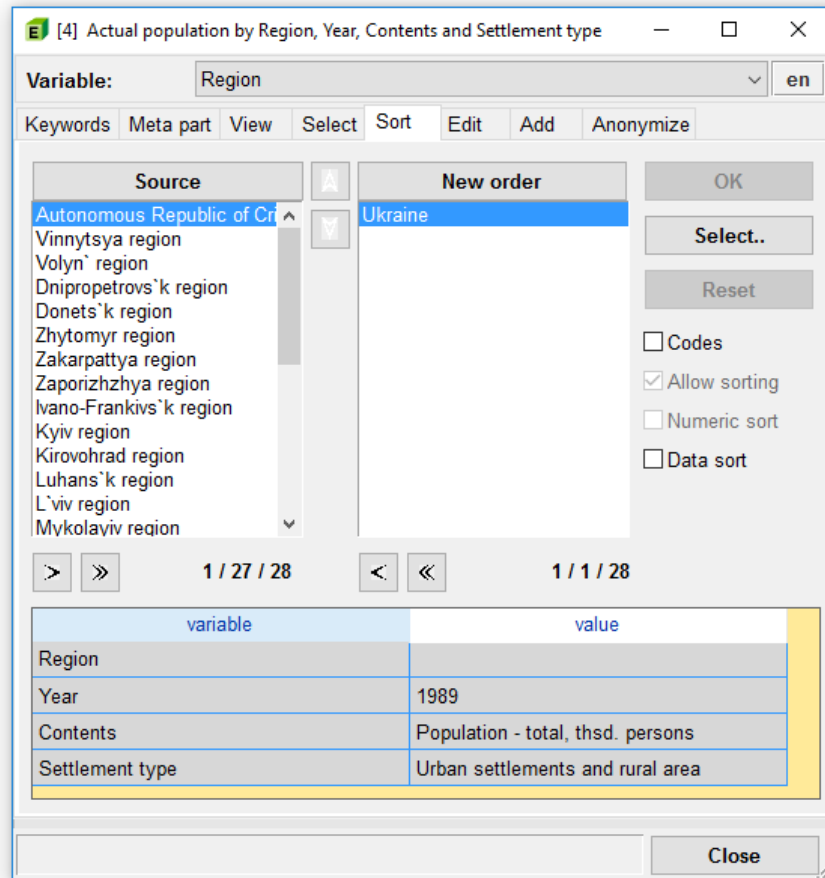 [4] Actual population by Region, Year, Contents and Settlement type
Variable: Region en
Keywords Meta part View Select Sort Edit Add Anonymize
Source New order OK
Autonomous Republic of Cri Ukraine
Vinnytsya region Select..
Volyn` region
Dnipropetrovs`k region
Donets`k region Reset
Zhytomyr region
Zakarpattya region Codes
Zaporizhzhya region Allow sorting
Ivano-Frankivs`k region Numeric sort
Kyiv region
Kirovohrad region Data sort
Luhans`k region
L`viv region
Mykolayiv region
> » 1 / 27 / 28 < « 1 / 1 / 28
variable value
Region
Year 1989
Contents Population - total, thsd. persons
Settlement type Urban settlements and rural area
Close